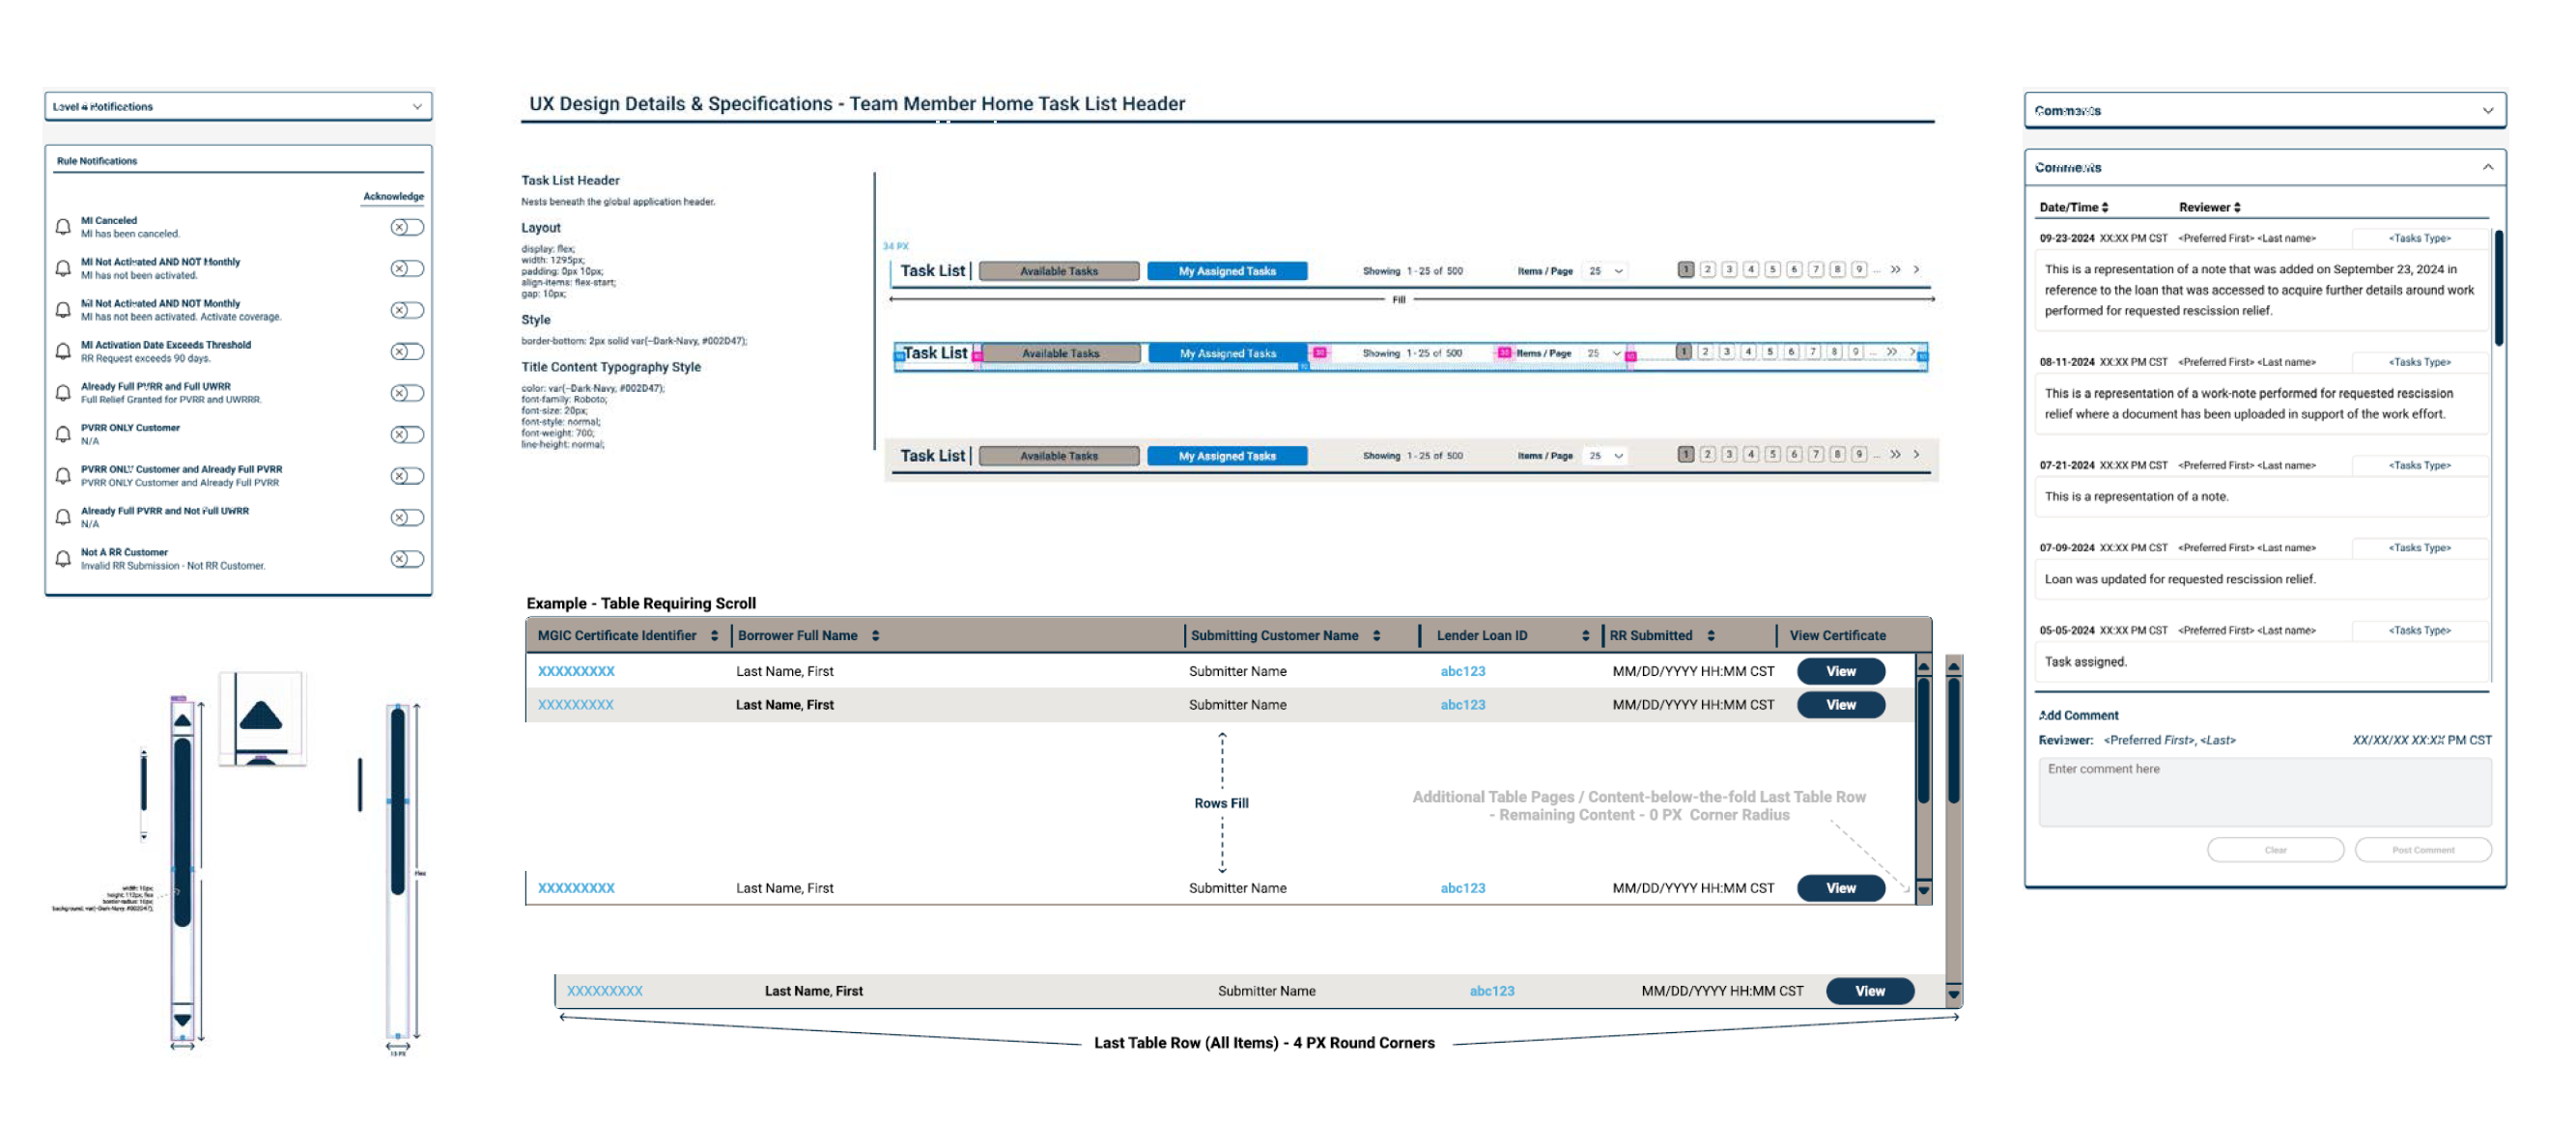 Level 4 Notifications
Rule Notifications
Acknowledge
MI Canceled
MI has been canceled.
MI Not Activated AND NOT Monthly
MI has not been activated.
MI Not Activated AND NOT Monthly
MI has not been activated. Activate coverage.
MI Activation Date Exceeds Threshold
RR Request exceeds 90 days.
Already Full PVRR and Full UWRR
Full Relief Granted for PVRR and UWRRR.
PVRR ONLY Customer
N/A
PVRR ONLY Customer and Already Full PVRR
PVRR ONLY Customer and Already Full PVRR
Already Full PVRR and Not Full UWRR
N/A
Not A RR Customer
Invalid RR Submission - Not RR Customer.
width: 10px;
height: 110px; flex
border-radius: 10px;
background: var(--Dark-Navy, #002D47);
Flex
13 PX
UX Design Details & Specifications - Team Member Home Task List Header
Task List Header
Nests beneath the global application header.
Layout
display: flex;
width: 1295px;
padding: 0px 10px;
align-items: flex-start;
gap: 10px;
Style
border-bottom: 2px solid var(--Dark-Navy, #002D47);
Title Content Typography Style
color: var(--Dark-Navy, #002D47);
font-family: Roboto;
font-size: 20px;
font-style: normal;
font-weight: 700;
line-height: normal;
34 PX
Task List | Available Tasks My Assigned Tasks Showing 1 - 25 of 500 Items / Page 25 1 2 3 4 5 6 7 8 9 ...
Fill
10 Task List 10 Available Tasks My Assigned Tasks 30 Showing 1 - 25 of 500 30 Items / Page 25 10 1 2 3 4 5 6 7 8 9 ... 10
10
Task List | Available Tasks My Assigned Tasks Showing 1 - 25 of 500 Items / Page 25 1 2 3 4 5 6 7 8 9 ...
Example - Table Requiring Scroll
MGIC Certificate Identifier Borrower Full Name Submitting Customer Name Lender Loan ID RR Submitted View Certificate
XXXXXXXXX Last Name, First Submitter Name abc123 MM/DD/YYYY HH:MM CST View
XXXXXXXXX Last Name, First Submitter Name abc123 MM/DD/YYYY HH:MM CST View
Rows Fill
Additional Table Pages / Content-below-the-fold Last Table Row
- Remaining Content - 0 PX Corner Radius
XXXXXXXXX Last Name, First Submitter Name abc123 MM/DD/YYYY HH:MM CST View
XXXXXXXXX Last Name, First Submitter Name abc123 MM/DD/YYYY HH:MM CST View
Last Table Row (All Items) - 4 PX Round Corners
Comments
Comments
Date/Time Reviewer
09-23-2024 XX:XX PM CST <Preferred First> <Last name> <Tasks Type>
This is a representation of a note that was added on September 23, 2024 in
reference to the loan that was accessed to acquire further details around work
performed for requested rescission relief.
08-11-2024 XX:XX PM CST <Preferred First> <Last name> <Tasks Type>
This is a representation of a work-note performed for requested rescission
relief where a document has been uploaded in support of the work effort.
07-21-2024 XX:XX PM CST <Preferred First> <Last name> <Tasks Type>
This is a representation of a note.
07-09-2024 XX:XX PM CST <Preferred First> <Last name> <Tasks Type>
Loan was updated for requested rescission relief.
05-05-2024 XX:XX PM CST <Preferred First> <Last name> <Tasks Type>
Task assigned.
Add Comment
Reviewer: <Preferred First>, <Last> XX/XX/XX XX:XX PM CST
Enter comment here
Clear Post Comment